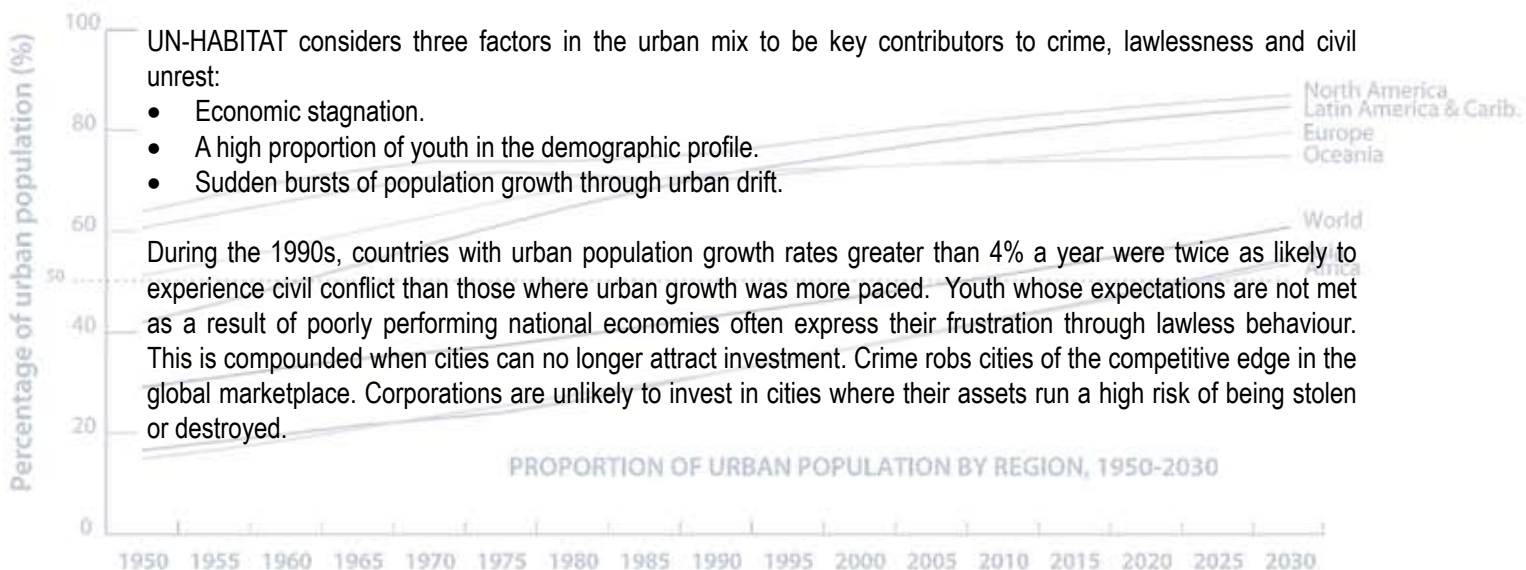 100
UN-HABITAT considers three factors in the urban mix to be key contributors to crime, lawlessness and civil
unrest:
• Economic stagnation.
• A high proportion of youth in the demographic profile.
• Sudden bursts of population growth through urban drift.
During the 1990s, countries with urban population growth rates greater than 4% a year were twice as likely to
experience civil conflict than those where urban growth was more paced. Youth whose expectations are not met
as a result of poorly performing national economies often express their frustration through lawless behaviour.
This is compounded when cities can no longer attract investment. Crime robs cities of the competitive edge in the
global marketplace. Corporations are unlikely to invest in cities where their assets run a high risk of being stolen
or destroyed.
Percentage of urban population (%)
80
60
50
40
20
0
North America
Latin America & Carib.
Europe
Oceania
World
Africa
PROPORTION OF URBAN POPULATION BY REGION, 1950-2030
1950 1955 1960 1965 1970 1975 1980 1985 1990 1995 2000 2005 2010 2015 2020 2025 2030